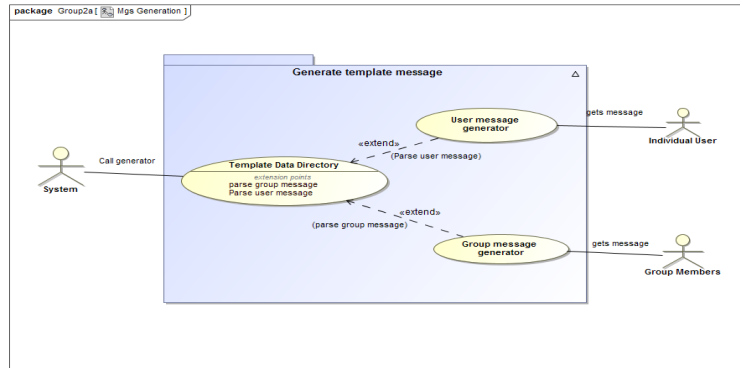 package Group2a [ Mgs Generation ]
Generate template message
User message
generator
gets message
Individual User
«extend»
(Parse user message)
Call generator
System
Template Data Directory
extension points
parse group message
Parse user message
«extend»
(parse group message)
Group message
generator
gets message
Group Members